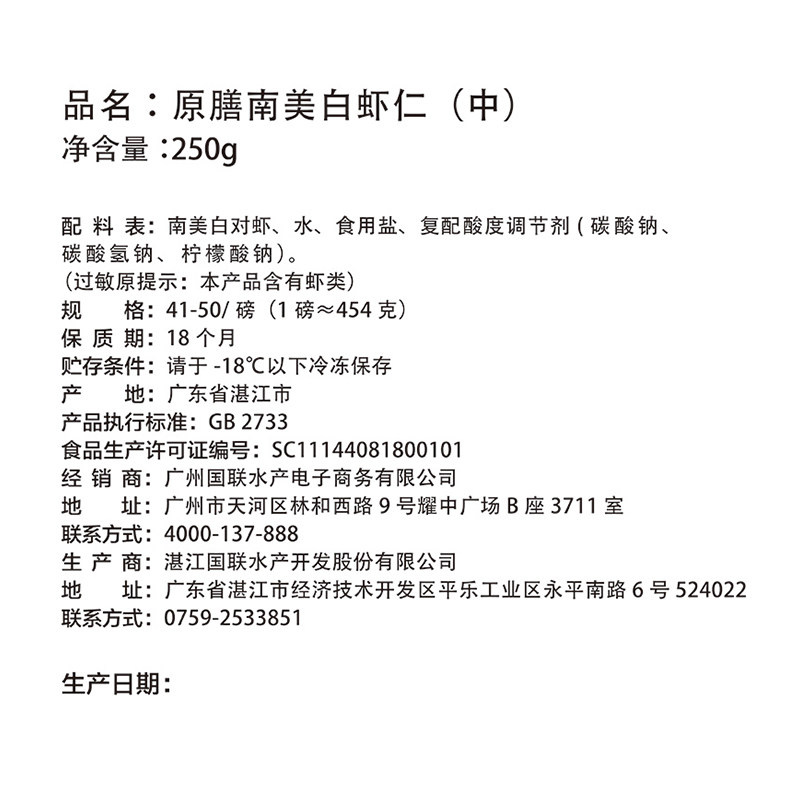 品名：原膳南美白虾仁（中）
净含量：250g
配料表：南美白对虾、水、食用盐、复配酸度调节剂（碳酸钠、
碳酸氢钠、柠檬酸钠）。
（过敏原提示：本产品含有虾类）
规格：41-50/磅（1磅≈454克）
保质期：18个月
贮存条件：请于-18℃以下冷冻保存
产地：广东省湛江市
产品执行标准：GB 2733
食品生产许可证编号：SC11144081800101
经销商：广州国联水产电子商务有限公司
地址：广州市天河区林和西路9号耀中广场B座3711室
联系方式：4000-137-888
生产商：湛江国联水产开发股份有限公司
地址：广东省湛江市经济技术开发区平乐工业区永平南路6号 524022
联系方式：0759-2533851
生产日期：